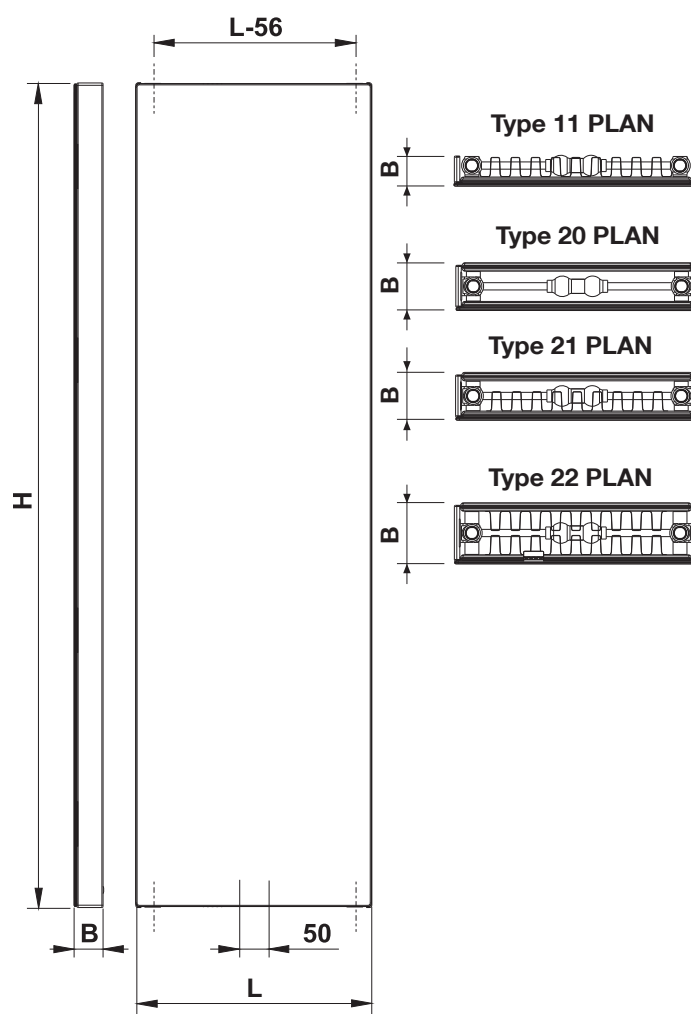 L-56
Type 11 PLAN
B
Type 20 PLAN
B
Type 21 PLAN
B
Type 22 PLAN
B
H
B
50
L